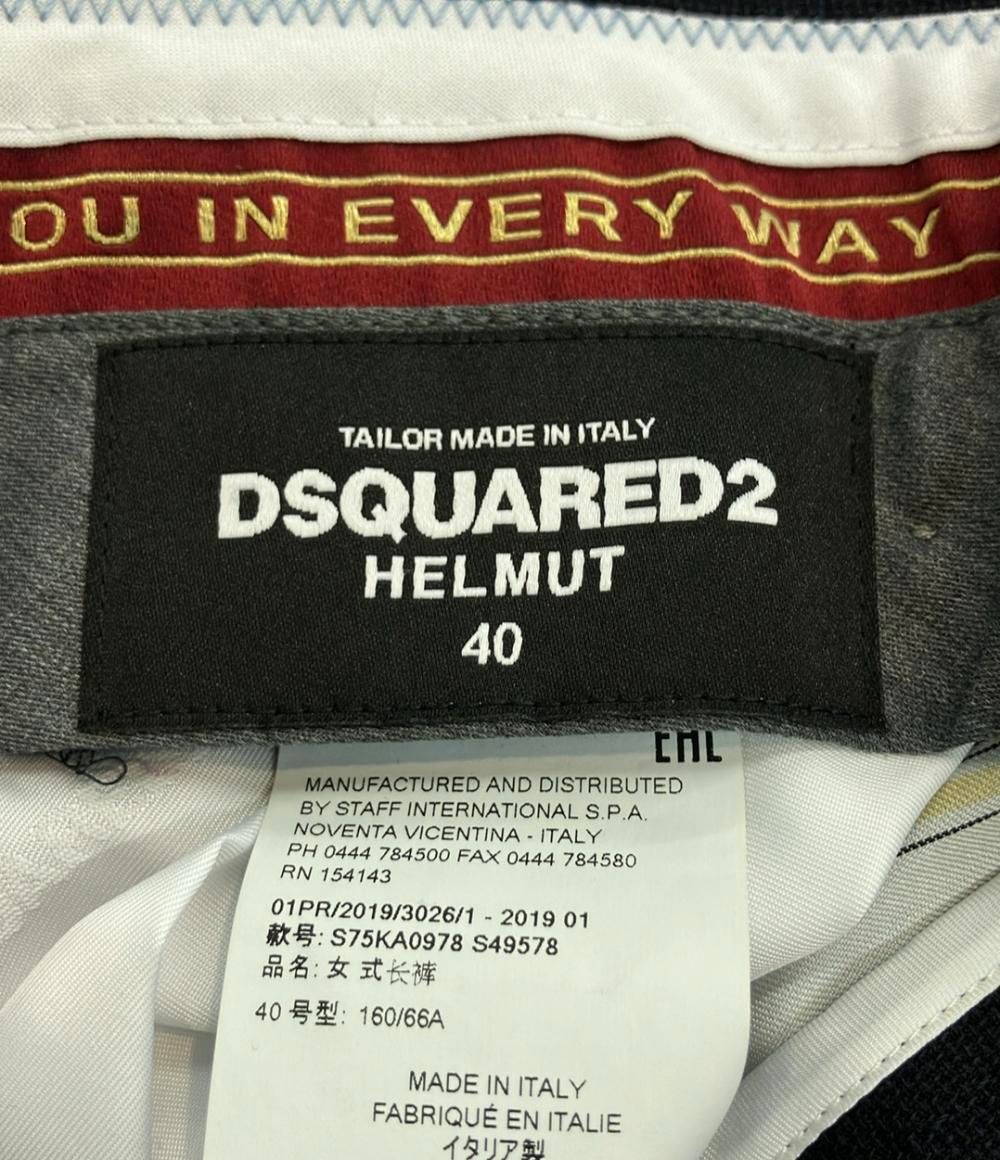 OU IN EVERY WAY
TAILOR MADE IN ITALY
DSQUARED2
HELMUT
40
EAC
MANUFACTURED AND DISTRIBUTED
BY STAFF INTERNATIONAL S.P.A.
NOVENTA VICENTINA - ITALY
PH 0444 784500 FAX 0444 784580
RN 154143
01PR/2019/3026/1 - 2019 01
款号: S75KA0978 S49578
品名: 女 式长裤
40 号型: 160/66A
MADE IN ITALY
FABRIQUÉ EN ITALIE
イタリア製